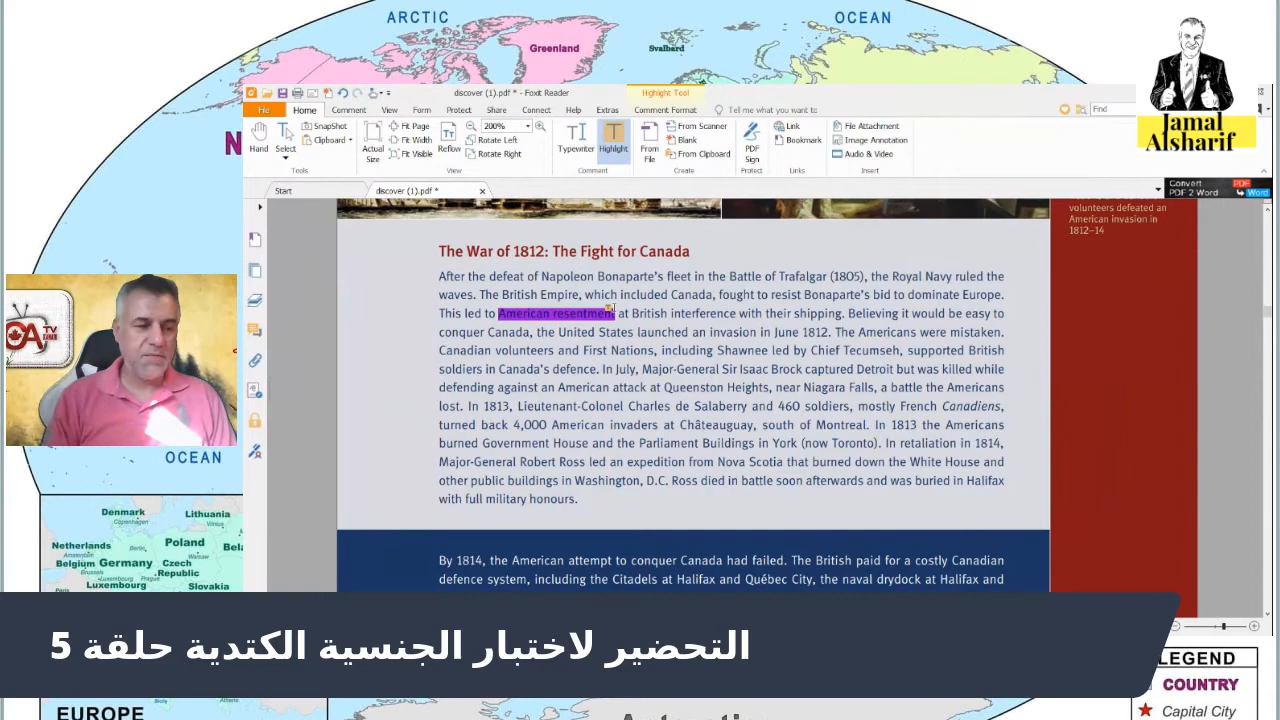 ARCTIC
OCEAN
Greenland
Svalbard
Jamal
Alsharif
discover (1).pdf * - Foxit Reader
Highlight Tool
File
Home
Comment
View
Form
Protect
Share
Connect
Help
Extras
Comment Format
Tell me what you want to
Find
Hand
Select
SnapShot
Clipboard
Actual
Size
Fit Page
Fit Width
Fit Visible
Reflow
200%
Rotate Left
Rotate Right
Typewriter
Highlight
From
File
From Scanner
Blank
From Clipboard
PDF
Sign
Link
Bookmark
File Attachment
Image Annotation
Audio & Video
Tools
View
Comment
Create
Protect
Links
Insert
Start
discover (1).pdf *
Convert
PDF 2 Word
PDF
Word
volunteers defeated an
American invasion in
1812–14
The War of 1812: The Fight for Canada
After the defeat of Napoleon Bonaparte’s fleet in the Battle of Trafalgar (1805), the Royal Navy ruled the
waves. The British Empire, which included Canada, fought to resist Bonaparte’s bid to dominate Europe.
This led to American resentment at British interference with their shipping. Believing it would be easy to
conquer Canada, the United States launched an invasion in June 1812. The Americans were mistaken.
Canadian volunteers and First Nations, including Shawnee led by Chief Tecumseh, supported British
soldiers in Canada’s defence. In July, Major-General Sir Isaac Brock captured Detroit but was killed while
defending against an American attack at Queenston Heights, near Niagara Falls, a battle the Americans
lost. In 1813, Lieutenant-Colonel Charles de Salaberry and 460 soldiers, mostly French Canadiens,
turned back 4,000 American invaders at Châteauguay, south of Montreal. In 1813 the Americans
burned Government House and the Parliament Buildings in York (now Toronto). In retaliation in 1814,
Major-General Robert Ross led an expedition from Nova Scotia that burned down the White House and
other public buildings in Washington, D.C. Ross died in battle soon afterwards and was buried in Halifax
with full military honours.
By 1814, the American attempt to conquer Canada had failed. The British paid for a costly Canadian
defence system, including the Citadels at Halifax and Québec City, the naval drydock at Halifax and
TV
OCEAN
Denmark
Copenhagen
Lithuania
Vilnius
Netherlands
Amsterdam
Berlin
Poland
Belgium
Germany
Brussels
Czech
Republic
Prague
Luxembourg
Slovakia
التحضير لاختبار الجنسية الكتدية حلقة 5
EUROPE
LEGEND
COUNTRY
Capital City